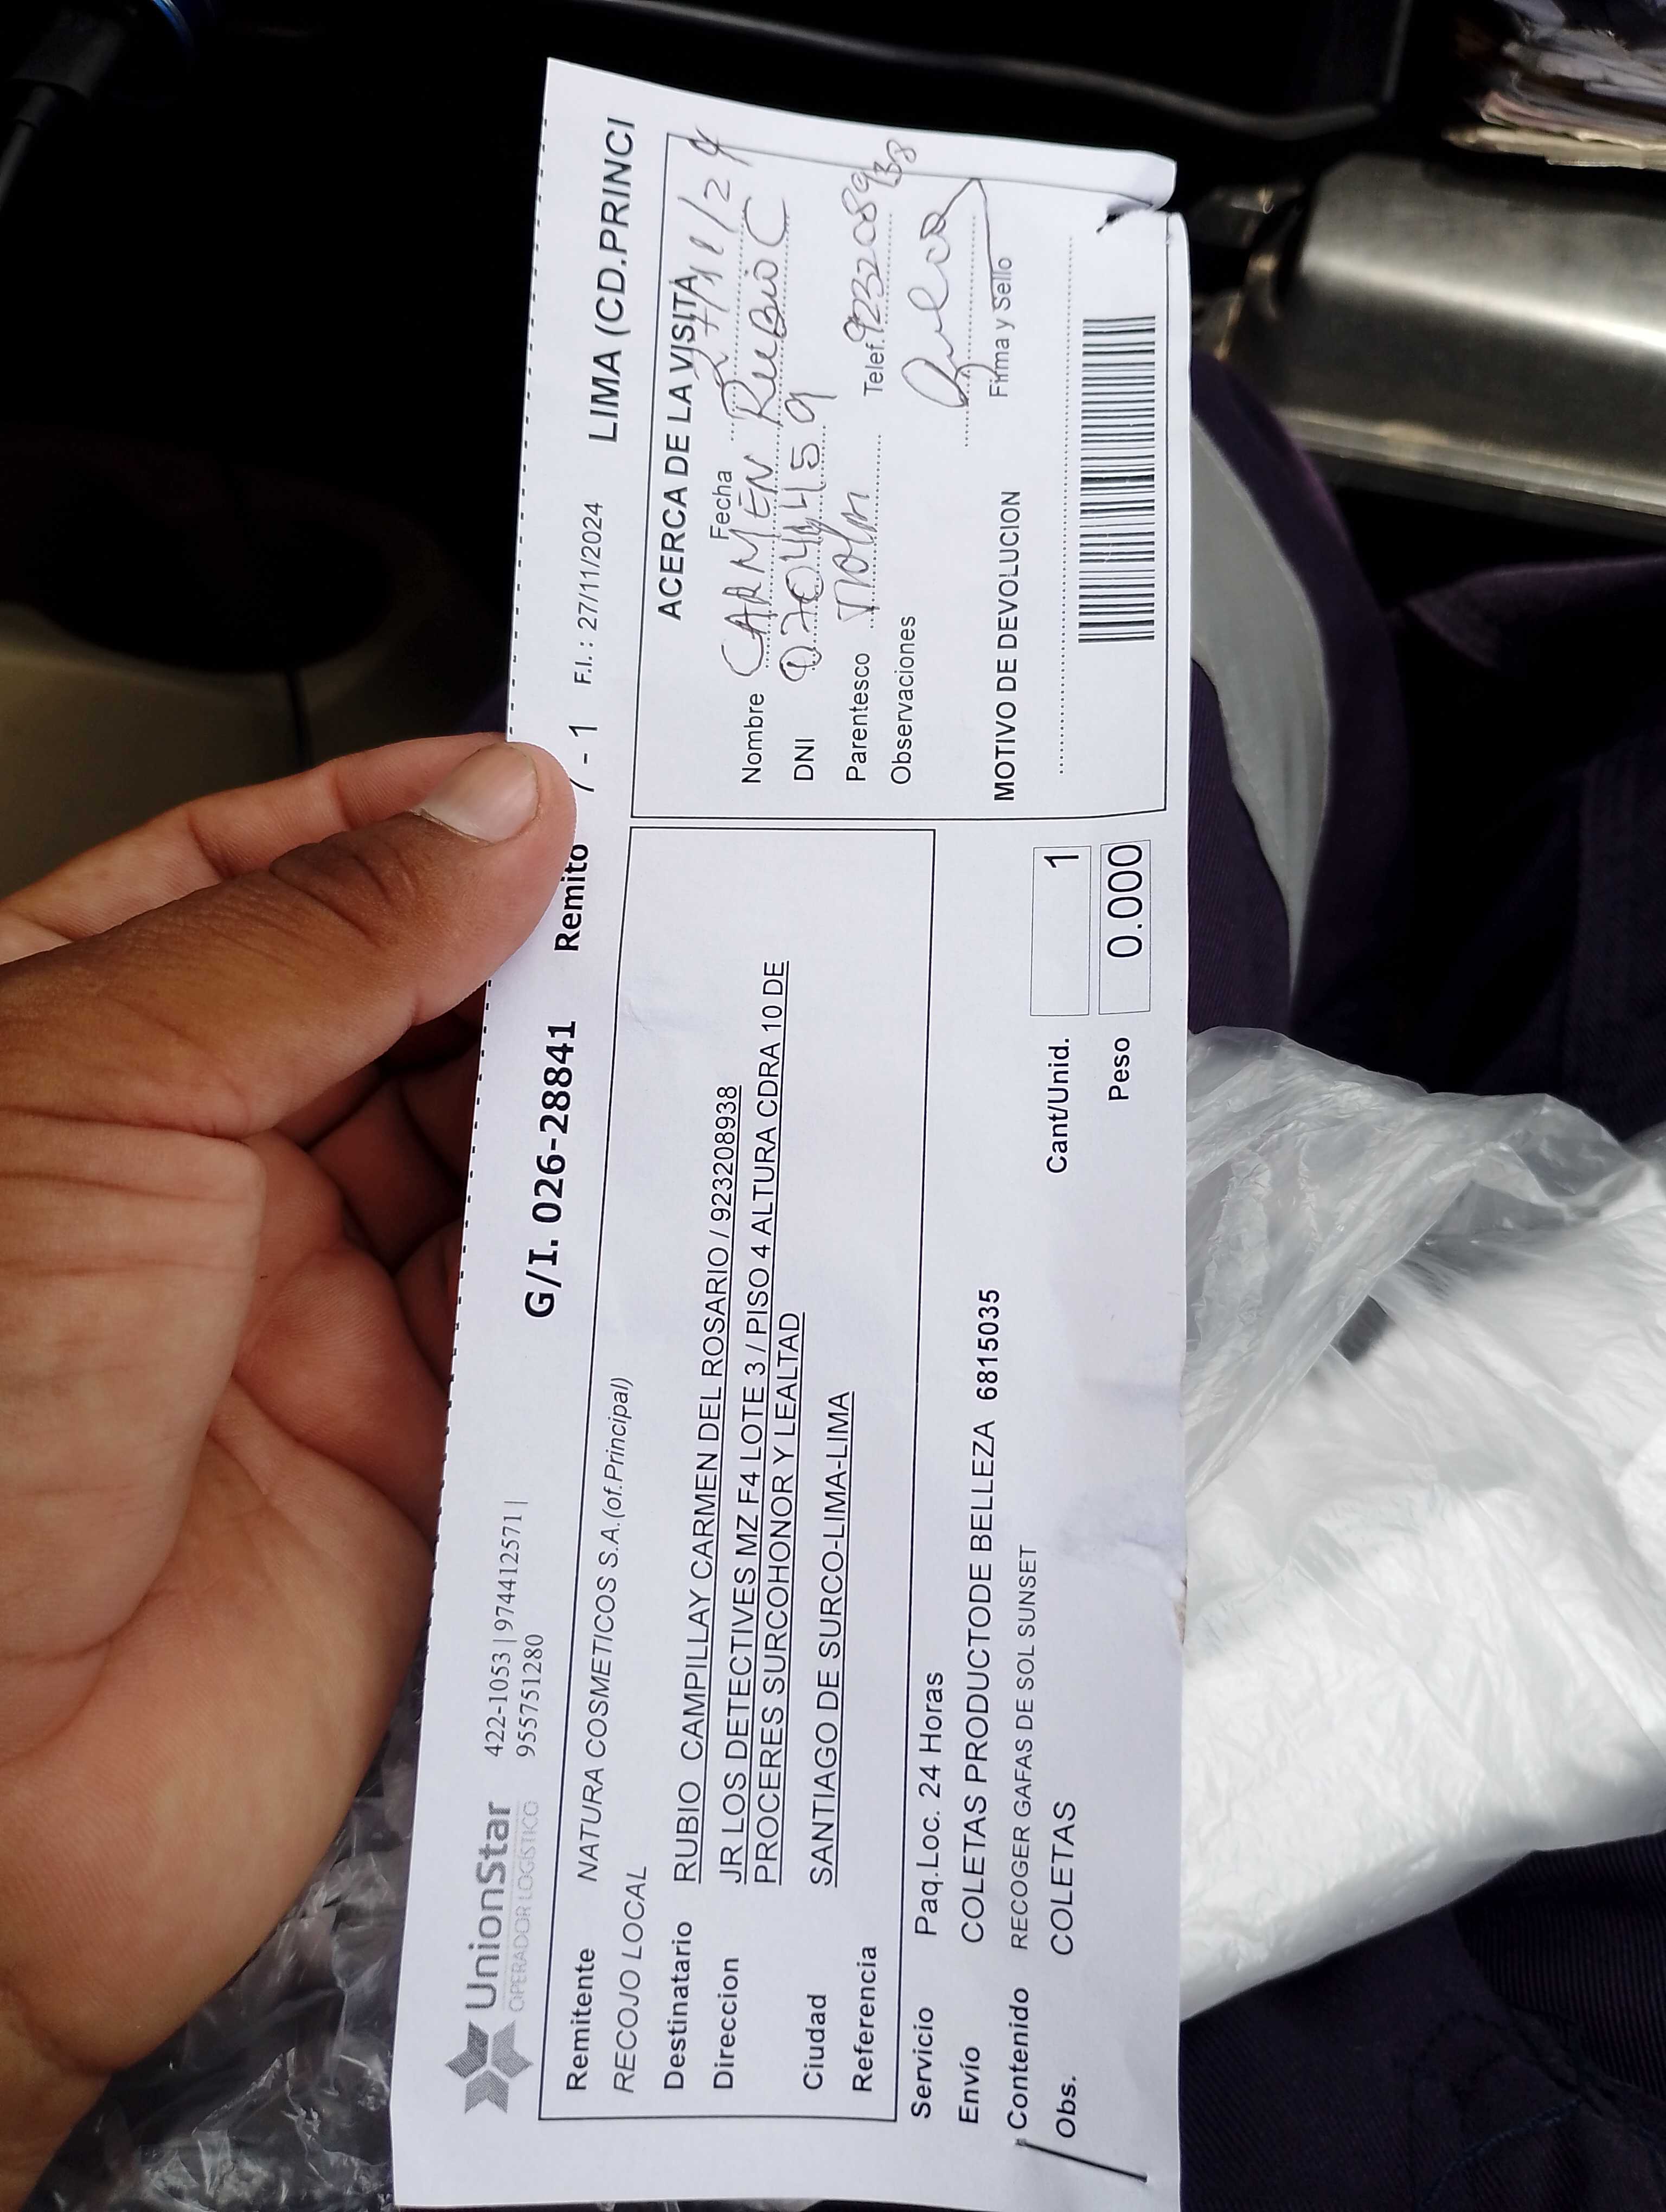 UnionStar
OPERADOR LOGÍSTICO
422-1053 | 974412571 |
955751280
G/I. 026-28841
Remito - 1 F.I. : 27/11/2024 LIMA (CD.PRINCI
Remitente NATURA COSMETICOS S.A.(of.Principal)
RECOJO LOCAL
Destinatario RUBIO CAMPILLAY CARMEN DEL ROSARIO / 923208938
Direccion JR LOS DETECTIVES MZ F4 LOTE 3 / PISO 4 ALTURA CDRA 10 DE
PROCERES SURCOHONOR Y LEALTAD
Ciudad SANTIAGO DE SURCO-LIMA-LIMA
Referencia
Servicio Paq.Loc. 24 Horas
Envío COLETAS PRODUCTODE BELLEZA 6815035
Contenido RECOGER GAFAS DE SOL SUNSET
Obs. COLETAS
Cant/Unid. 1
Peso 0.000
ACERCA DE LA VISITA
Fecha
Nombre CARMEN RUBIO C
DNI
Parentesco
Telef. 923208938
Observaciones
Firma y Sello
MOTIVO DE DEVOLUCION